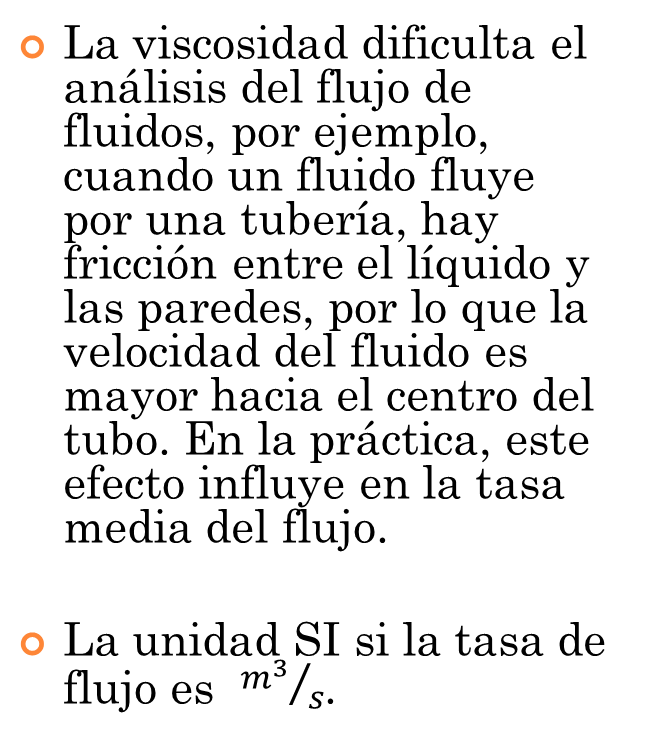 La viscosidad dificulta el
análisis del flujo de
fluidos, por ejemplo,
cuando un fluido fluye
por una tubería, hay
fricción entre el líquido y
las paredes, por lo que la
velocidad del fluido es
mayor hacia el centro del
tubo. En la práctica, este
efecto influye en la tasa
media del flujo.
La unidad SI si la tasa de
flujo es m³/s.